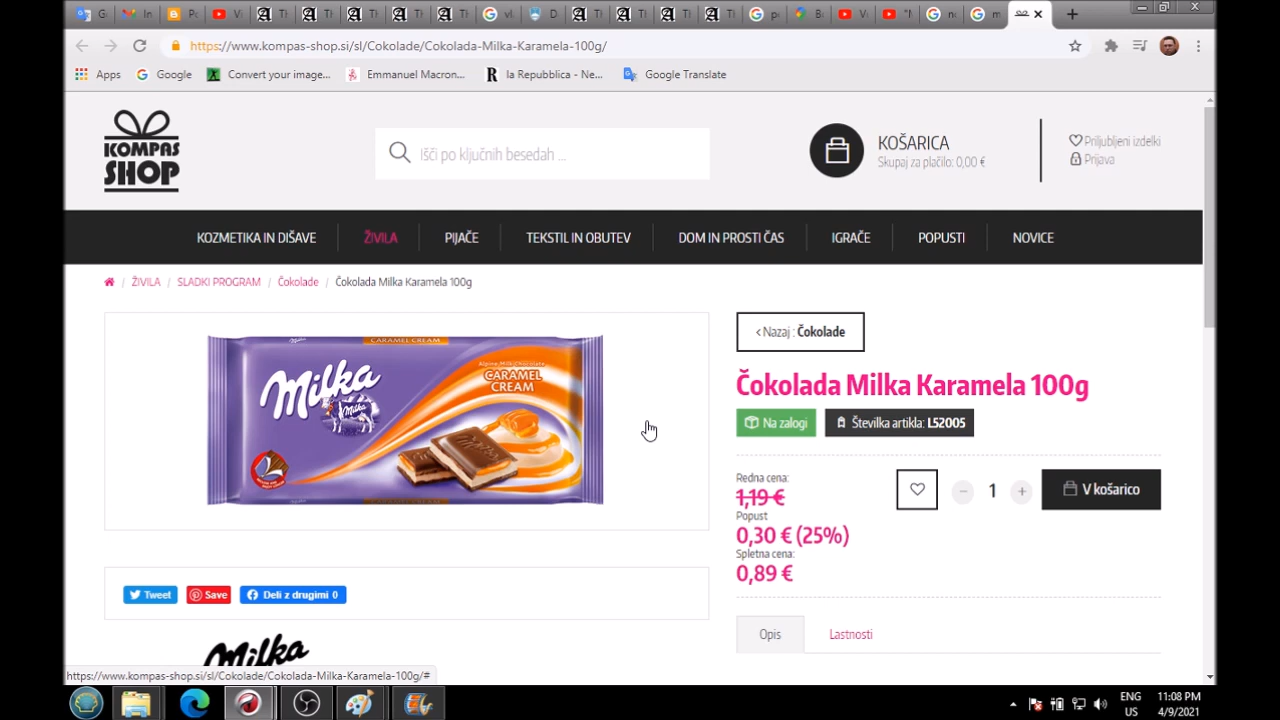 https://www.kompas-shop.si/sl/Cokolade/Cokolada-Milka-Karamela-100g/
Apps
Google
Convert your image...
Emmanuel Macron...
R
la Repubblica - Ne...
Google Translate
KOMPAS
SHOP
Išči po ključnih besedah ...
KOŠARICA
Skupaj za plačilo: 0,00 €
Priljubljeni izdelki
Prijava
KOZMETIKA IN DIŠAVE
ŽIVILA
PIJAČE
TEKSTIL IN OBUTEV
DOM IN PROSTI ČAS
IGRAČE
POPUSTI
NOVICE
/ ŽIVILA / SLADKI PROGRAM / Čokolade / Čokolada Milka Karamela 100g
CARAMEL CREAM
Milka
Milka
Alpine Milk Chocolate
CARAMEL
CREAM
Tweet
Save
Deli z drugimi 0
Milka
< Nazaj : Čokolade
Čokolada Milka Karamela 100g
Na zalogi
Številka artikla: L52005
Redna cena:
1,19 €
Popust
0,30 € (25%)
Spletna cena:
0,89 €
− 1 +
V košarico
Opis
Lastnosti
https://www.kompas-shop.si/sl/Cokolade/Cokolada-Milka-Karamela-100g/#
ENG
US
11:08 PM
4/9/2021